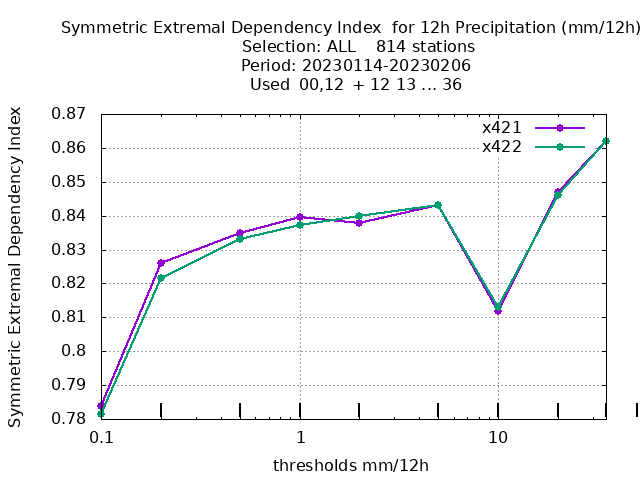 Symmetric Extremal Dependency Index  for 12h Precipitation (mm/12h)
Selection: ALL    814 stations
Period: 20230114-20230206
Used  00,12  + 12 13 ... 36
Symmetric Extremal Dependency Index
0.87
0.86
0.85
0.84
0.83
0.82
0.81
0.8
0.79
0.78
x421
x422
0.1 1 10
thresholds mm/12h